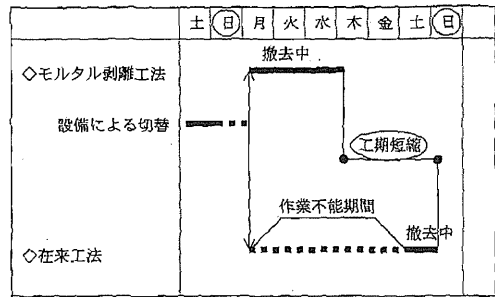 土 日 月 火 水 木 金 土 日
撤去中
◇モルタル剥離工法
設備による切替
工期短縮
作業不能期間
撤去中
◇在来工法